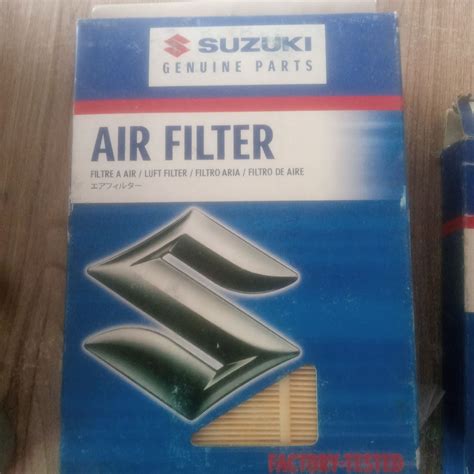 SUZUKI
GENUINE PARTS
AIR FILTER
FILTRE A AIR / LUFT FILTER / FILTRO ARIA / FILTRO DE AIRE
エアフィルター
FACTORY-TESTED